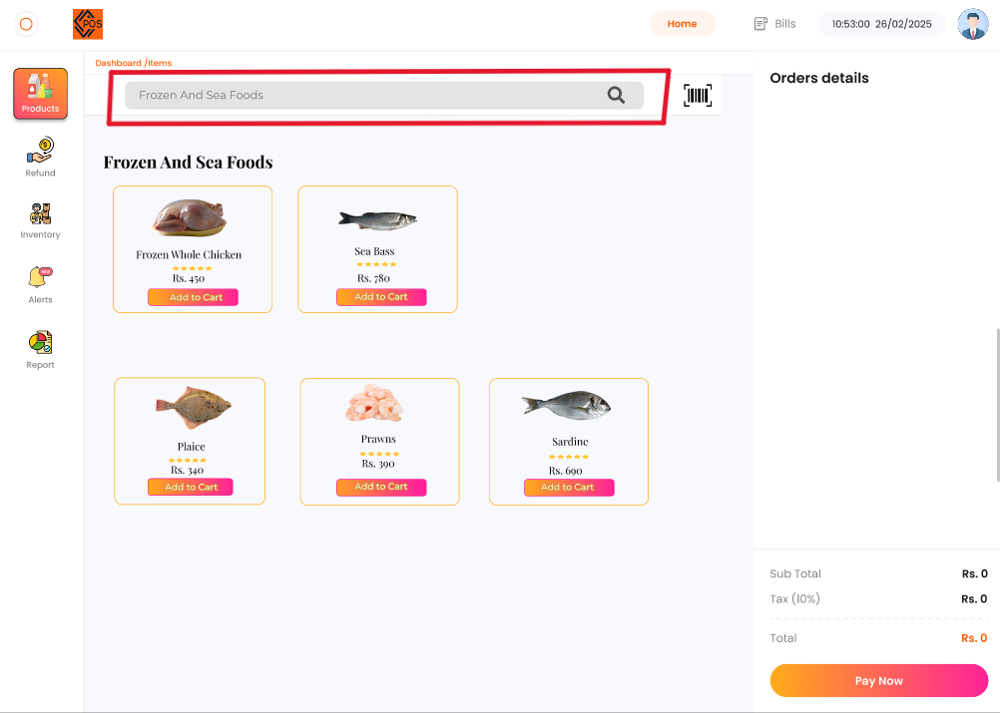 POS
Home
Bills
10:53:00 26/02/2025
Dashboard /Items
Products
Frozen And Sea Foods
Orders details
Refund
Inventory
Alerts
Report
Frozen And Sea Foods
Frozen Whole Chicken
Rs. 450
Add to Cart
Sea Bass
Rs. 780
Add to Cart
Plaice
Rs. 340
Add to Cart
Prawns
Rs. 390
Add to Cart
Sardine
Rs. 690
Add to Cart
Sub Total Rs. 0
Tax (10%) Rs. 0
Total Rs. 0
Pay Now